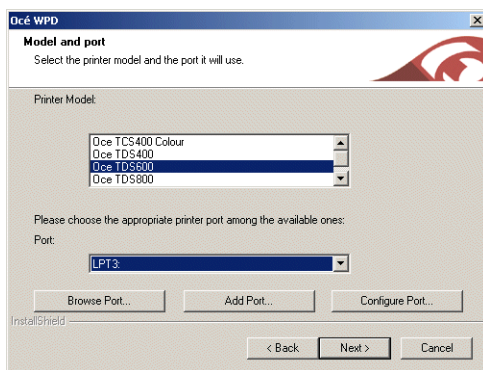 Océ WPD
Model and port
Select the printer model and the port it will use.
Printer Model:
Oce TCS400 Colour
Oce TDS400
Oce TDS600
Oce TDS800
Please choose the appropriate printer port among the available ones:
Port:
LPT3:
Browse Port... Add Port... Configure Port...
InstallShield
< Back Next > Cancel